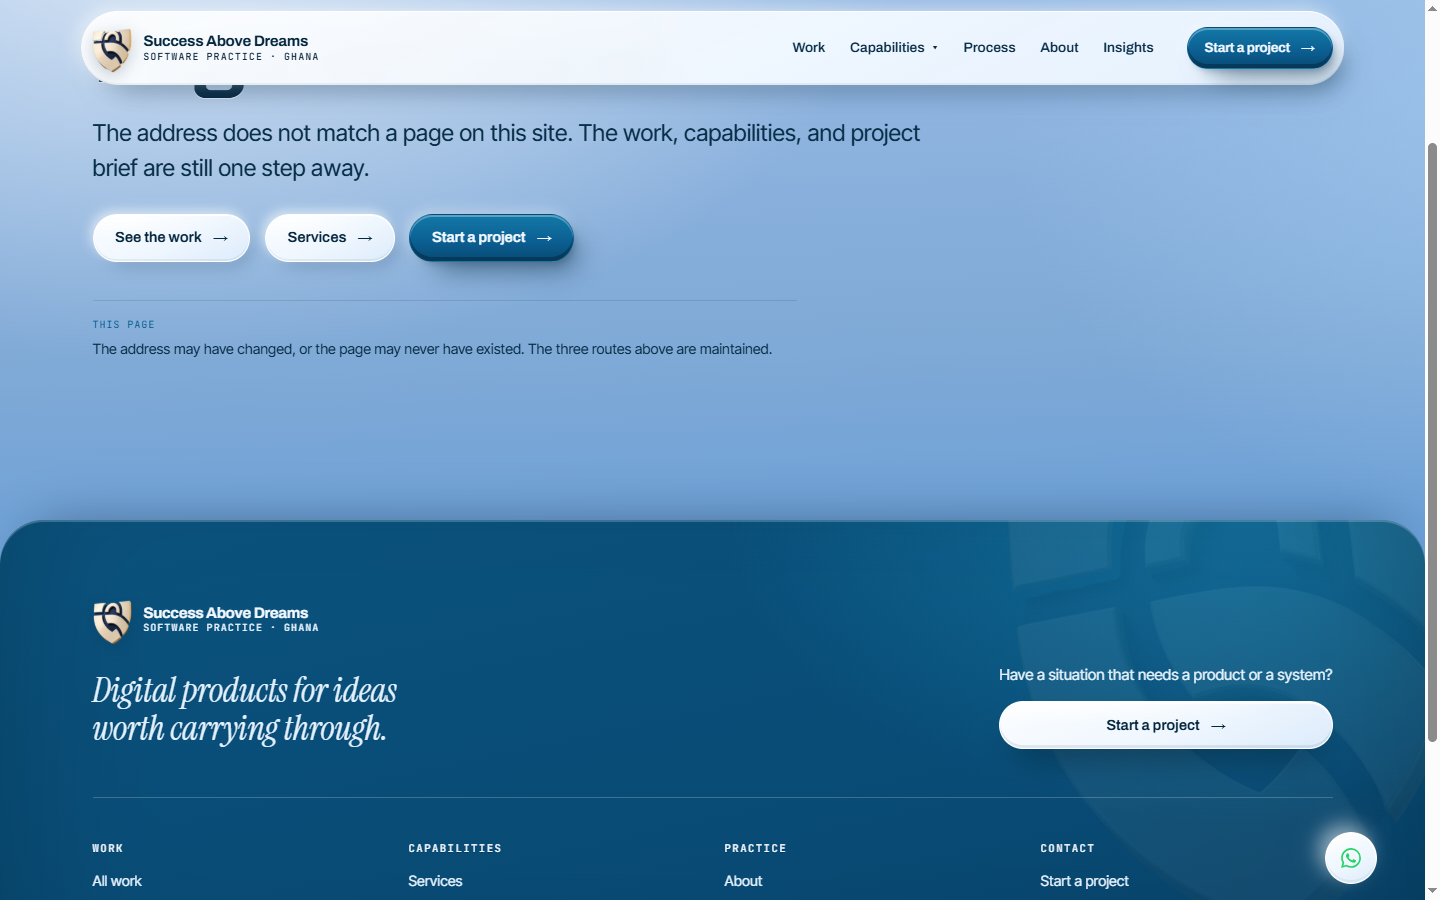 Success Above Dreams
SOFTWARE PRACTICE · GHANA
Work
Capabilities
Process
About
Insights
Start a project →
The address does not match a page on this site. The work, capabilities, and project
brief are still one step away.
See the work →
Services →
Start a project →
THIS PAGE
The address may have changed, or the page may never have existed. The three routes above are maintained.
Success Above Dreams
SOFTWARE PRACTICE · GHANA
Digital products for ideas
worth carrying through.
Have a situation that needs a product or a system?
Start a project →
WORK
CAPABILITIES
PRACTICE
CONTACT
All work
Services
About
Start a project